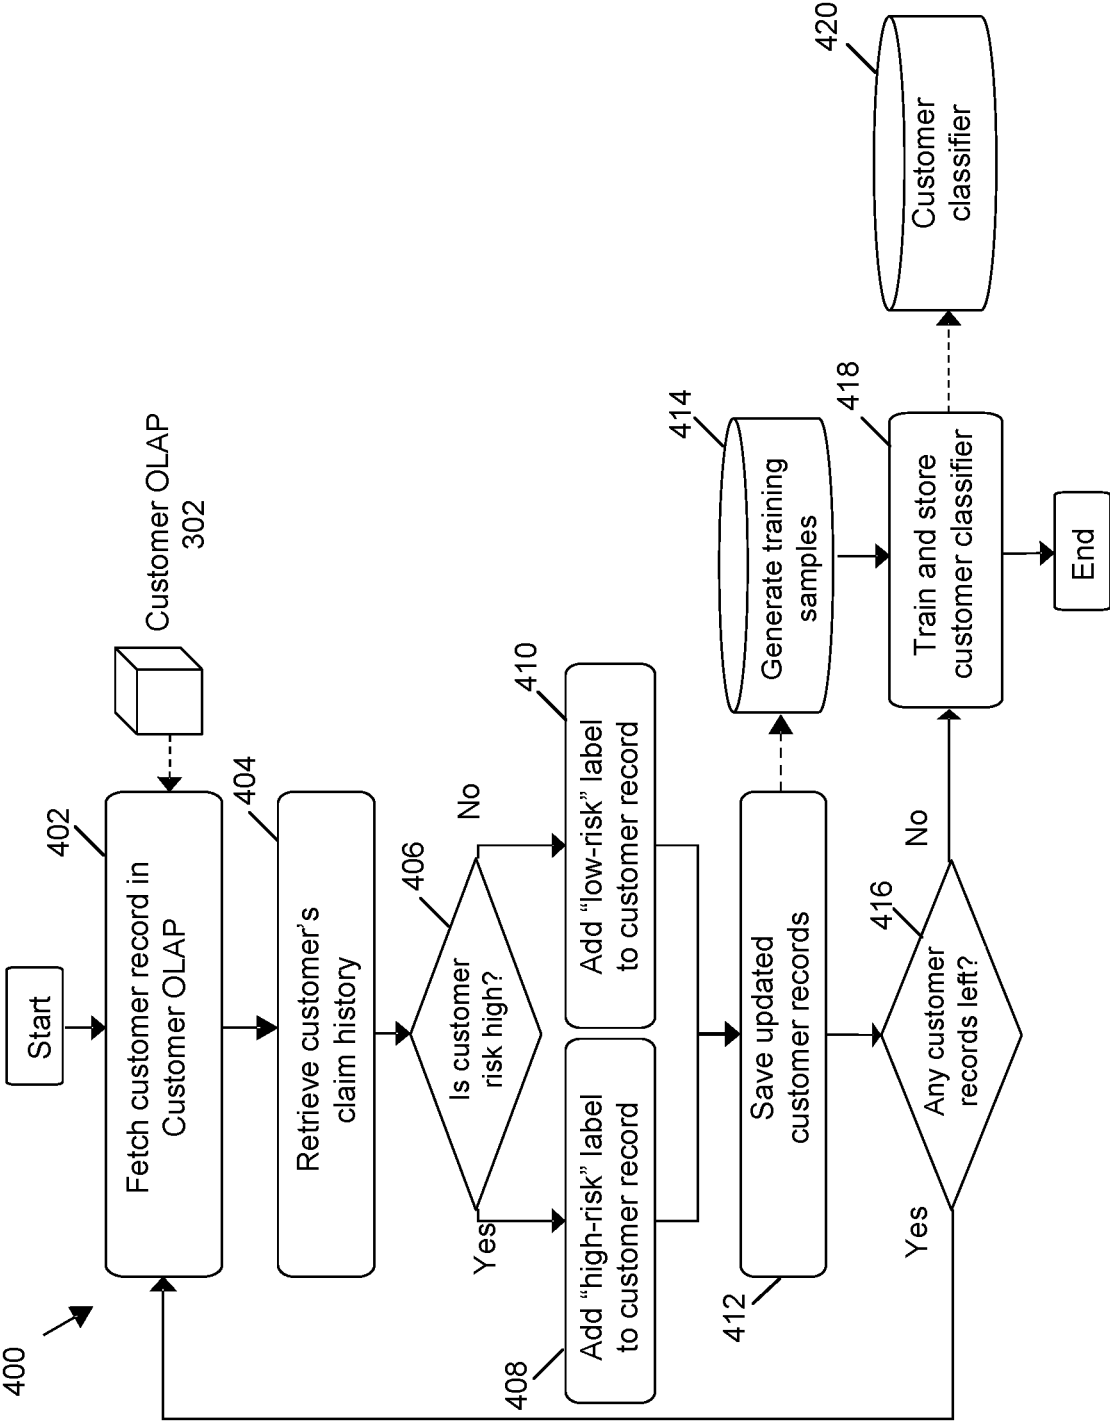 400
Start
402
Fetch customer record in
Customer OLAP
Customer OLAP
302
404
Retrieve customer's
claim history
406
Is customer
risk high?
Yes
No
408
Add “high-risk” label
to customer record
410
Add “low-risk” label
to customer record
412
Save updated
customer records
414
Generate training
samples
416
Any customer
records left?
Yes
No
418
Train and store
customer classifier
420
Customer
classifier
End